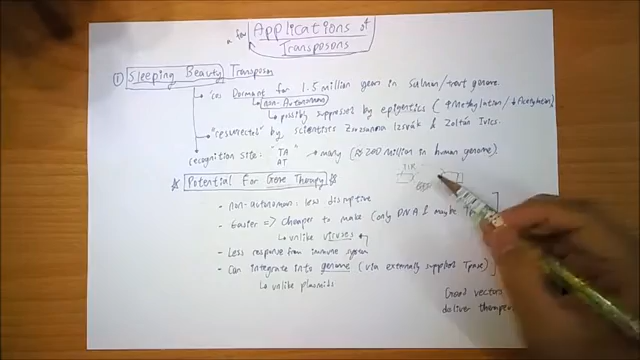 a few Applications of
Transposons
① Sleeping Beauty Transposon
'cos Dormant for 1.5 million years in Salmon/trout genome.
non-Autonomous
possibly suppressed by epigentics (↑Methylation/↓Acetylation)
"resurrected" by scientists Zsuzsanna Izsvák & Zoltán Ivics.
recognition site: TA → many (≈200 million in human genome).
AT
☆ Potential For Gene Therapy ☆
TIR
- non-autonomous: less disruptive
- Easier => Cheaper to make (only DNA & maybe
unlike viruses
- Less response from immune system
- Can integrate into genome (via externally supplied Tpase)
unlike plasmids
Good vectors
deliver